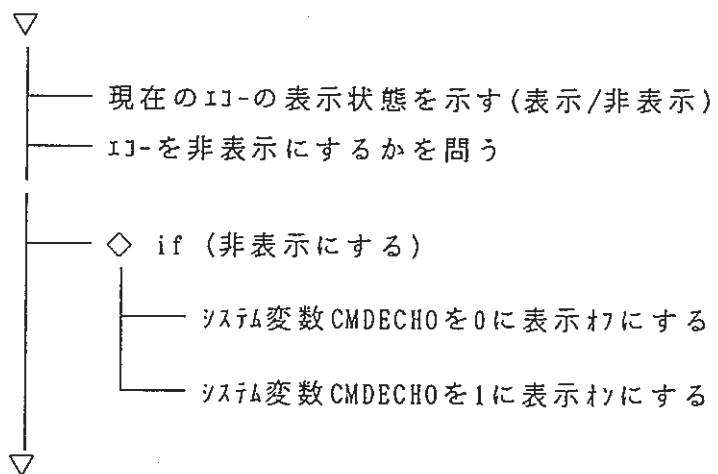 現在のｴｺｰの表示状態を示す(表示/非表示)
ｴｺｰを非表示にするかを問う
if (非表示にする)
ｼｽﾃﾑ変数CMDECHOを0に表示ｵﾌにする
ｼｽﾃﾑ変数CMDECHOを1に表示ｵﾝにする